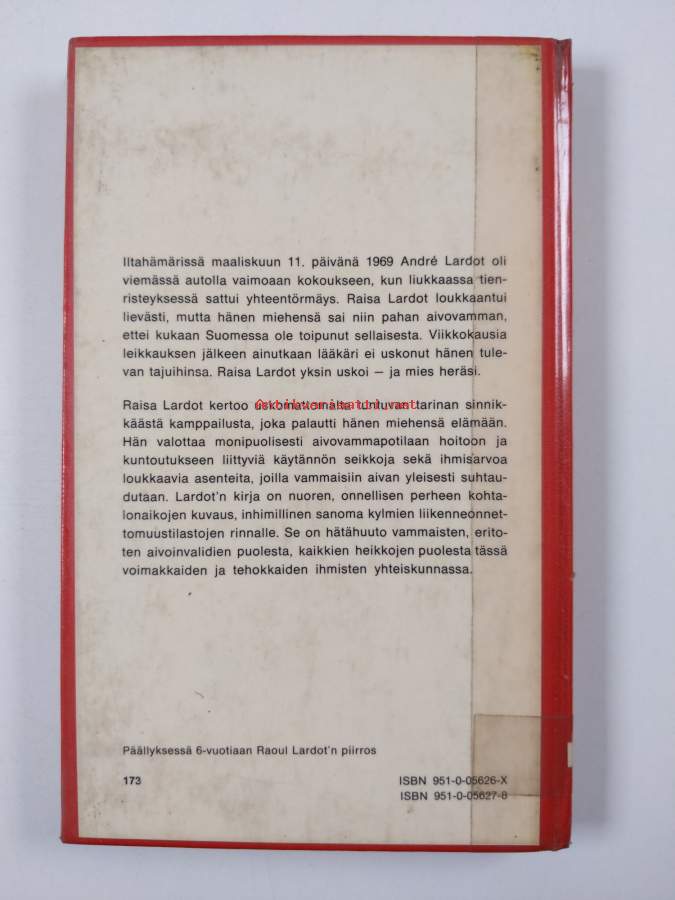 Iltahämärissä maaliskuun 11. päivänä 1969 André Lardot oli
viemässä autolla vaimoaan kokoukseen, kun liukkaassa tien-
risteyksessä sattui yhteentörmäys. Raisa Lardot loukkaantui
lievästi, mutta hänen miehensä sai niin pahan aivovamman,
ettei kukaan Suomessa ole toipunut sellaisesta. Viikkokausia
leikkauksen jälkeen ainutkaan lääkäri ei uskonut hänen tule-
van tajuihinsa. Raisa Lardot yksin uskoi – ja mies heräsi.
Raisa Lardot kertoo uskomattomalta tuntuvan tarinan sinnik-
käästä kamppailusta, joka palautti hänen miehensä elämään.
Hän valottaa monipuolisesti aivovammapotilaan hoitoon ja
kuntoutukseen liittyviä käytännön seikkoja sekä ihmisarvoa
loukkaavia asenteita, joilla vammaisiin aivan yleisesti suhtau-
dutaan. Lardot'n kirja on nuoren, onnellisen perheen kohta-
lonaikojen kuvaus, inhimillinen sanoma kylmien liikenneonnet-
tomuustilastojen rinnalle. Se on hätähuuto vammaisten, erito-
ten aivoinvalidien puolesta, kaikkien heikkojen puolesta tässä
voimakkaiden ja tehokkaiden ihmisten yhteiskunnassa.
Päällyksessä 6-vuotiaan Raoul Lardot'n piirros
173
ISBN 951-0-05626-X
ISBN 951-0-05627-8